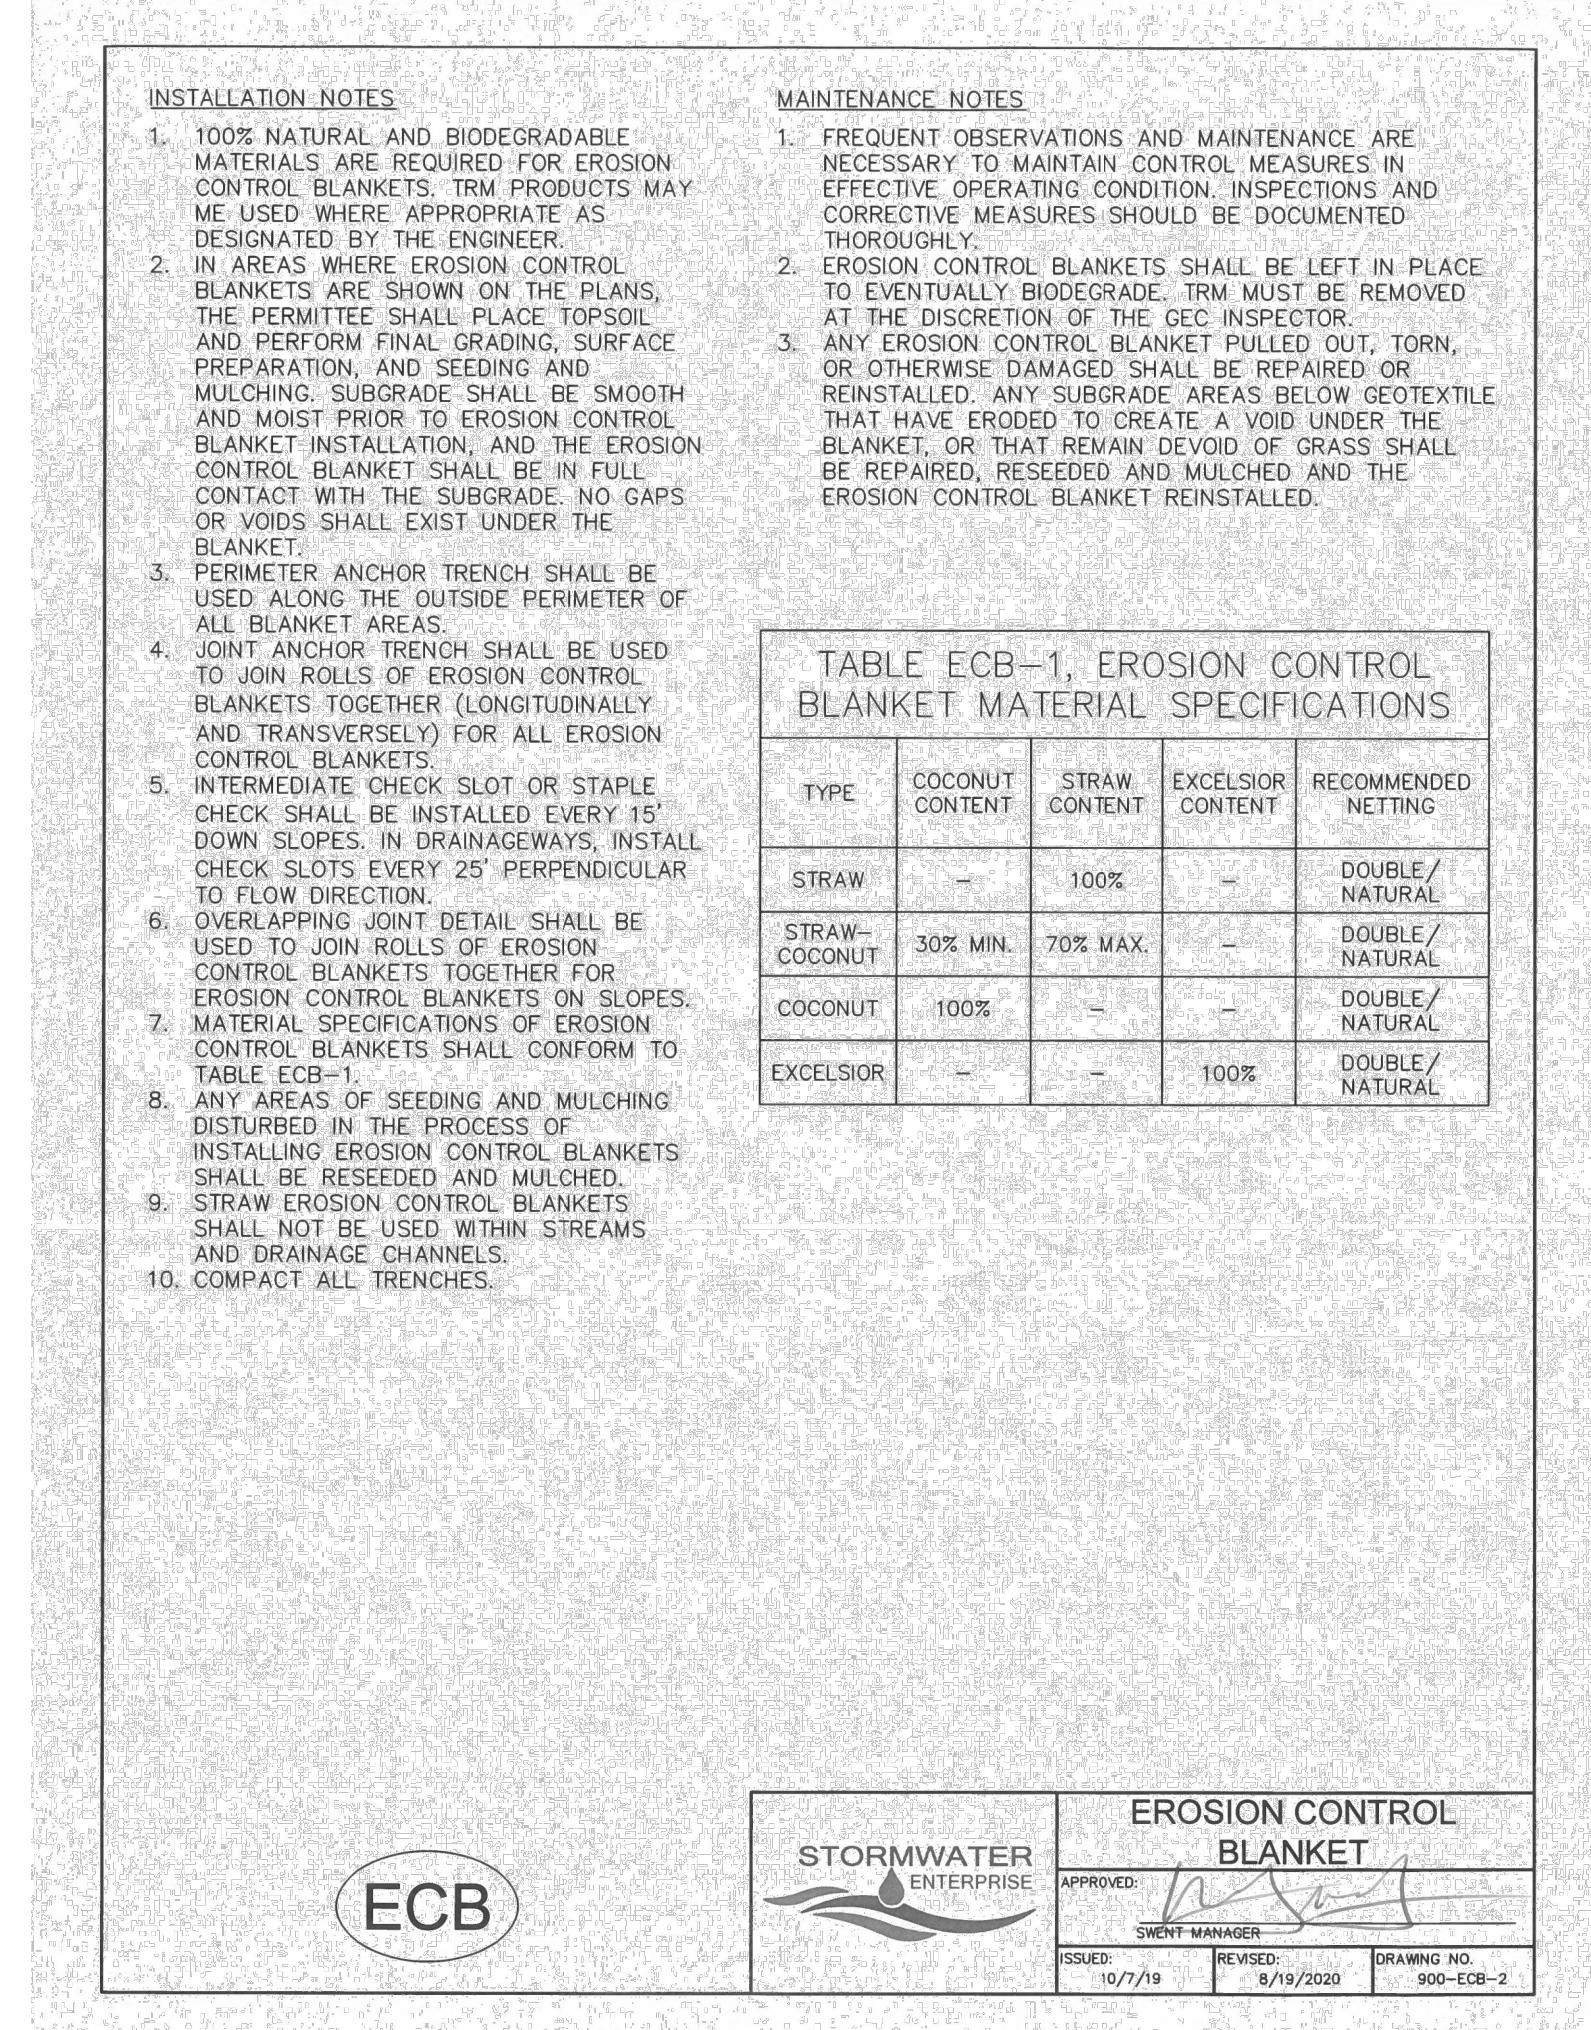 INSTALLATION NOTES
1. 100% NATURAL AND BIODEGRADABLE
MATERIALS ARE REQUIRED FOR EROSION
CONTROL BLANKETS. TRM PRODUCTS MAY
ME USED WHERE APPROPRIATE AS
DESIGNATED BY THE ENGINEER.
2. IN AREAS WHERE EROSION CONTROL
BLANKETS ARE SHOWN ON THE PLANS,
THE PERMITTEE SHALL PLACE TOPSOIL
AND PERFORM FINAL GRADING, SURFACE
PREPARATION, AND SEEDING AND
MULCHING. SUBGRADE SHALL BE SMOOTH
AND MOIST PRIOR TO EROSION CONTROL
BLANKET INSTALLATION, AND THE EROSION
CONTROL BLANKET SHALL BE IN FULL
CONTACT WITH THE SUBGRADE. NO GAPS
OR VOIDS SHALL EXIST UNDER THE
BLANKET.
3. PERIMETER ANCHOR TRENCH SHALL BE
USED ALONG THE OUTSIDE PERIMETER OF
ALL BLANKET AREAS.
4. JOINT ANCHOR TRENCH SHALL BE USED
TO JOIN ROLLS OF EROSION CONTROL
BLANKETS TOGETHER (LONGITUDINALLY
AND TRANSVERSELY) FOR ALL EROSION
CONTROL BLANKETS.
5. INTERMEDIATE CHECK SLOT OR STAPLE
CHECK SHALL BE INSTALLED EVERY 15'
DOWN SLOPES. IN DRAINAGEWAYS, INSTALL
CHECK SLOTS EVERY 25' PERPENDICULAR
TO FLOW DIRECTION.
6. OVERLAPPING JOINT DETAIL SHALL BE
USED TO JOIN ROLLS OF EROSION
CONTROL BLANKETS TOGETHER FOR
EROSION CONTROL BLANKETS ON SLOPES.
7. MATERIAL SPECIFICATIONS OF EROSION
CONTROL BLANKETS SHALL CONFORM TO
TABLE ECB-1.
8. ANY AREAS OF SEEDING AND MULCHING
DISTURBED IN THE PROCESS OF
INSTALLING EROSION CONTROL BLANKETS
SHALL BE RESEEDED AND MULCHED.
9. STRAW EROSION CONTROL BLANKETS
SHALL NOT BE USED WITHIN STREAMS
AND DRAINAGE CHANNELS.
10. COMPACT ALL TRENCHES.
MAINTENANCE NOTES
1. FREQUENT OBSERVATIONS AND MAINTENANCE ARE
NECESSARY TO MAINTAIN CONTROL MEASURES IN
EFFECTIVE OPERATING CONDITION. INSPECTIONS AND
CORRECTIVE MEASURES SHOULD BE DOCUMENTED
THOROUGHLY.
2. EROSION CONTROL BLANKETS SHALL BE LEFT IN PLACE
TO EVENTUALLY BIODEGRADE. TRM MUST BE REMOVED
AT THE DISCRETION OF THE GEC INSPECTOR.
3. ANY EROSION CONTROL BLANKET PULLED OUT, TORN,
OR OTHERWISE DAMAGED SHALL BE REPAIRED OR
REINSTALLED. ANY SUBGRADE AREAS BELOW GEOTEXTILE
THAT HAVE ERODED TO CREATE A VOID UNDER THE
BLANKET, OR THAT REMAIN DEVOID OF GRASS SHALL
BE REPAIRED, RESEEDED AND MULCHED AND THE
EROSION CONTROL BLANKET REINSTALLED.
TABLE ECB-1, EROSION CONTROL
BLANKET MATERIAL SPECIFICATIONS
TYPE COCONUT CONTENT STRAW CONTENT EXCELSIOR CONTENT RECOMMENDED NETTING
STRAW - 100% - DOUBLE/ NATURAL
STRAW-COCONUT 30% MIN. 70% MAX. - DOUBLE/ NATURAL
COCONUT 100% - - DOUBLE/ NATURAL
EXCELSIOR - - 100% DOUBLE/ NATURAL
ECB
STORMWATER
ENTERPRISE
EROSION CONTROL
BLANKET
APPROVED:
SWENT MANAGER
ISSUED: 10/7/19
REVISED: 8/19/2020
DRAWING NO. 900-ECB-2